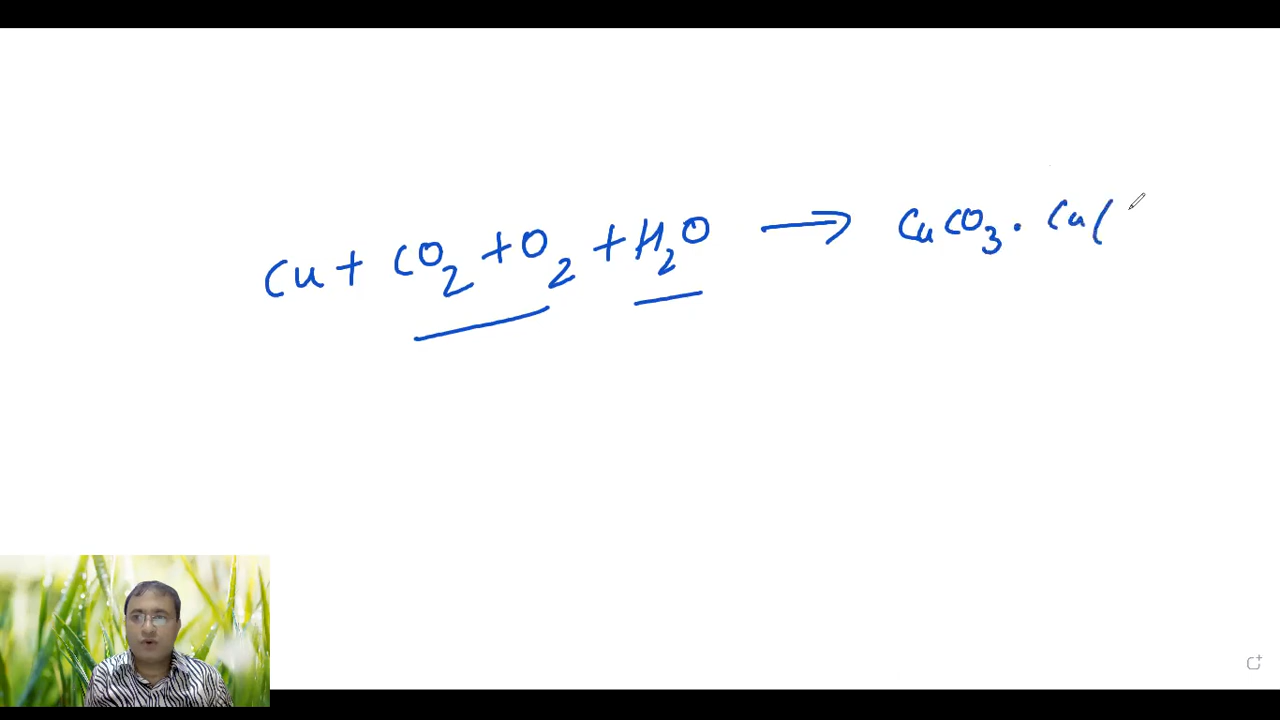 Cu + CO2 + O2 + H2O → CuCO3 . Cu(